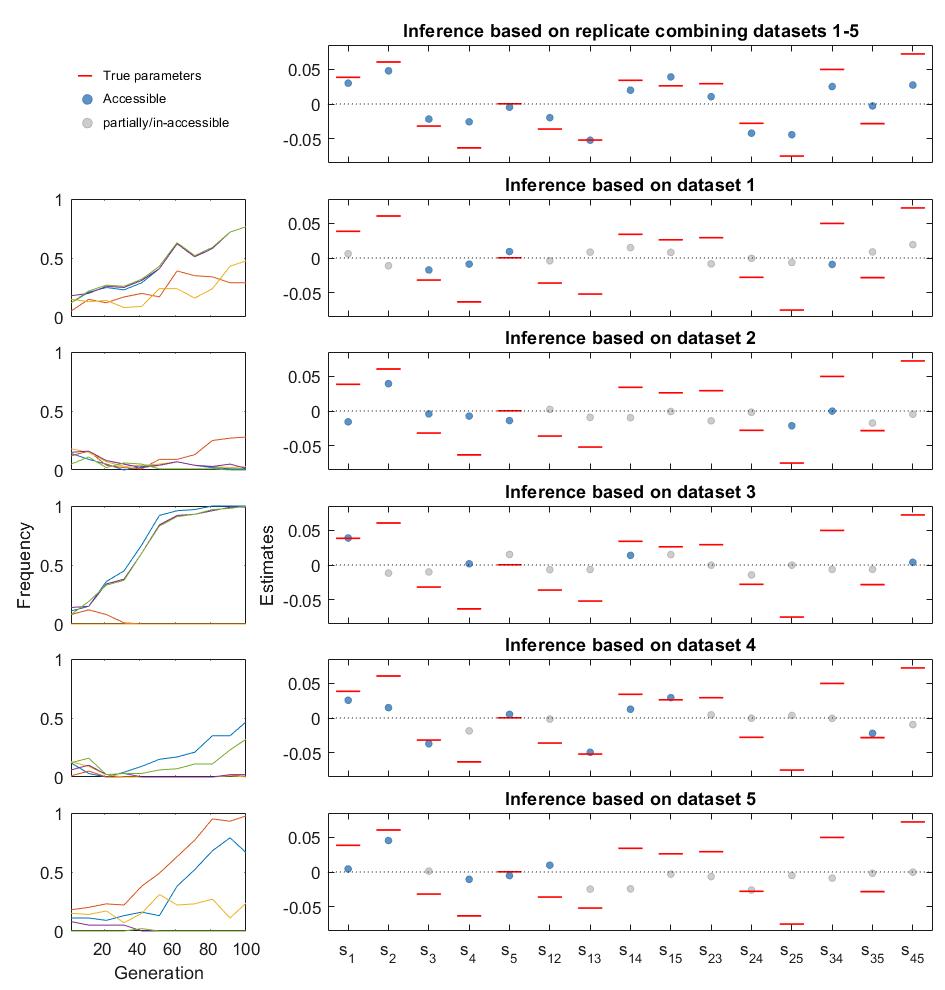 Inference based on replicate combining datasets 1-5
True parameters
Accessible
partially/in-accessible
0.05
0
-0.05
Inference based on dataset 1
1
0.5
0
0.05
0
-0.05
Inference based on dataset 2
1
0.5
0
0.05
0
-0.05
Inference based on dataset 3
1
0.5
0
0.05
0
-0.05
Frequency
Estimates
Inference based on dataset 4
1
0.5
0
0.05
0
-0.05
Inference based on dataset 5
1
0.5
0
0.05
0
-0.05
20 40 60 80 100
Generation
s1 s2 s3 s4 s5 s12 s13 s14 s15 s23 s24 s25 s34 s35 s45